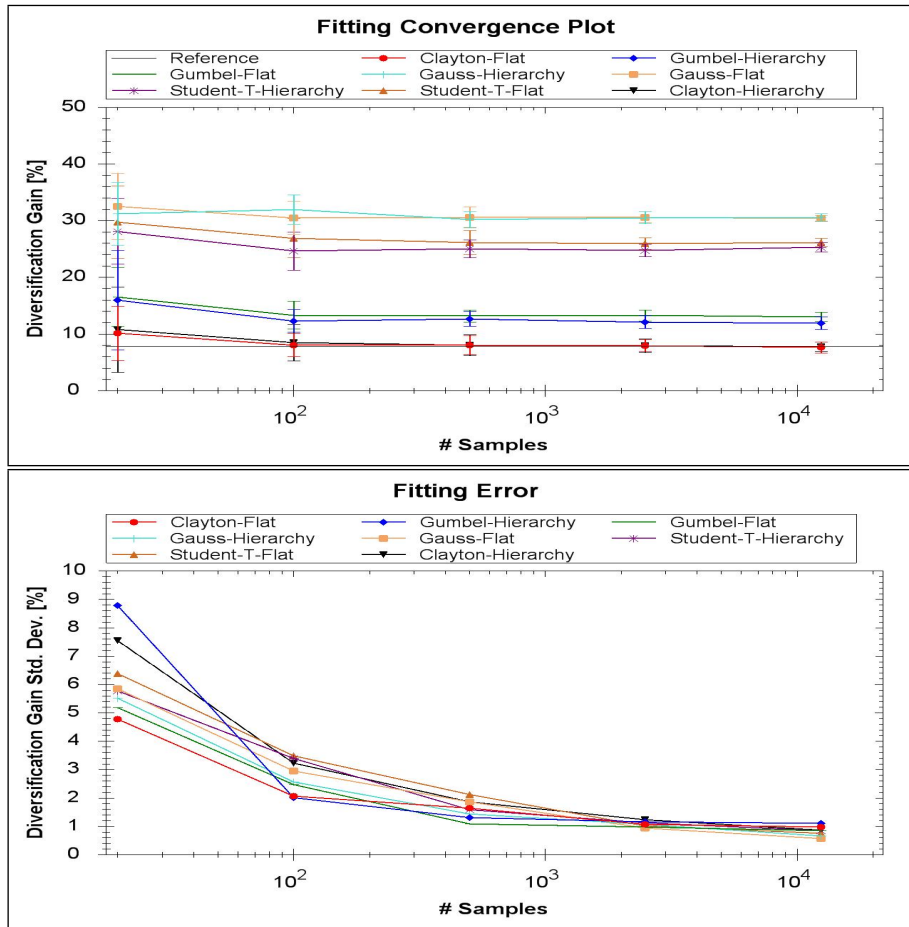 Fitting Convergence Plot
Reference Clayton-Flat Gumbel-Hierarchy
Gumbel-Flat Gauss-Hierarchy Gauss-Flat
Student-T-Hierarchy Student-T-Flat Clayton-Hierarchy
Diversification Gain [%]
50
40
30
20
10
0
10² 10³ 10⁴
# Samples
Fitting Error
Clayton-Flat Gumbel-Hierarchy Gumbel-Flat
Gauss-Hierarchy Gauss-Flat Student-T-Hierarchy
Student-T-Flat Clayton-Hierarchy
Diversification Gain Std. Dev. [%]
10
9
8
7
6
5
4
3
2
1
0
10² 10³ 10⁴
# Samples